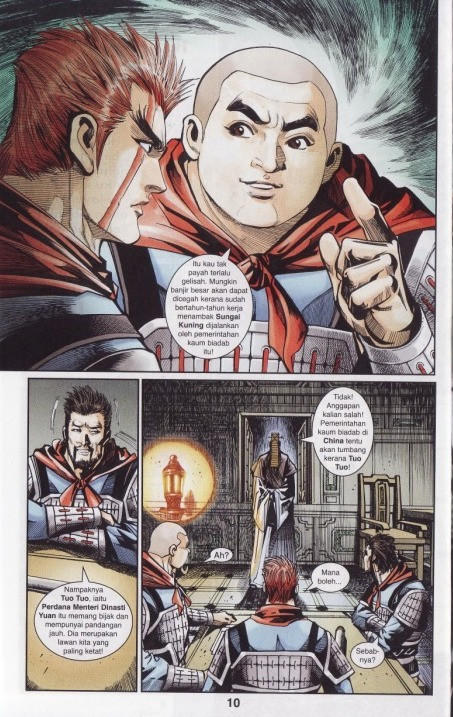 Itu kau tak
payah terlalu
gelisah. Mungkin
banjir besar akan dapat
dicegah kerana sudah
bertahun-tahun kerja
menambak Sungai
Kuning dijalankan
oleh pemerintahan
kaum biadab
itu!
Nampaknya
Tuo Tuo, iaitu
Perdana Menteri Dinasti
Yuan itu memang bijak dan
mempunyai pandangan
jauh. Dia merupakan
lawan kita yang
paling ketat!
Tidak!
Anggapan
kalian salah!
Pemerintahan
kaum biadab di
China tentu
akan tumbang
kerana Tuo
Tuo!
Ah?
Mana
boleh...
Sebab-
nya?
10